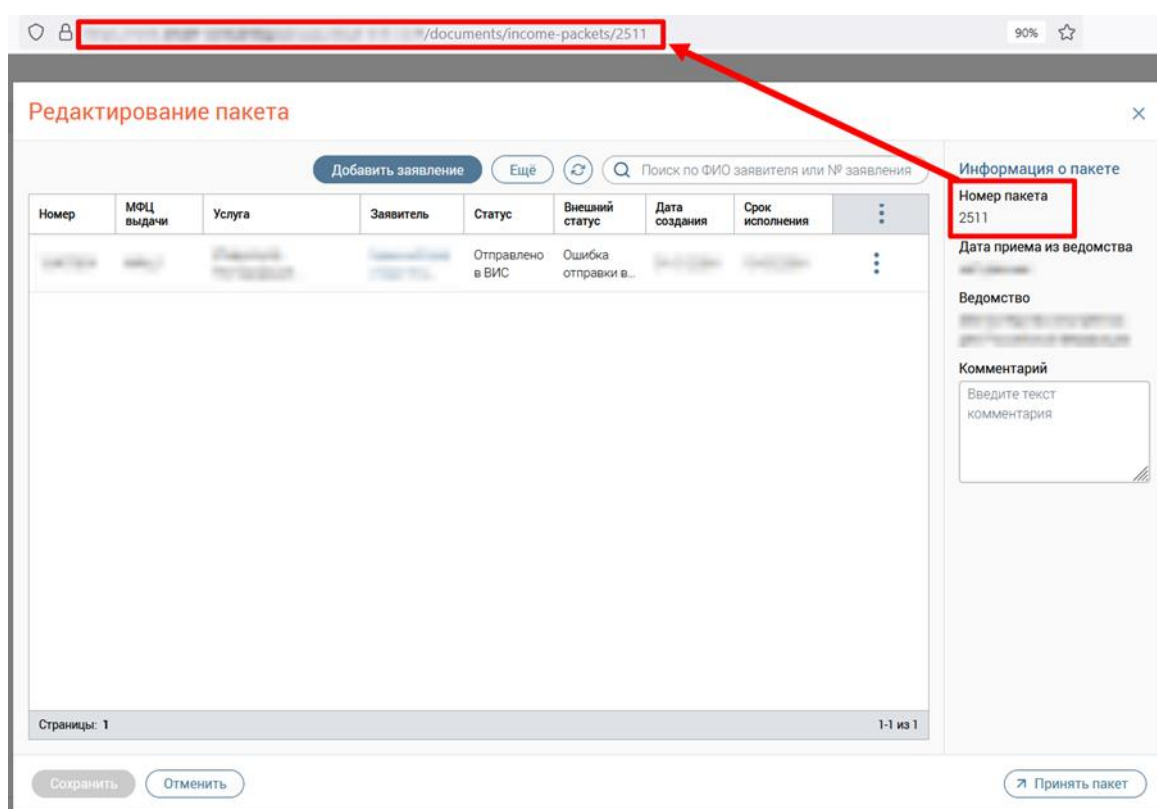 /documents/income-packets/2511
90%
Редактирование пакета
Добавить заявление
Ещё
Поиск по ФИО заявителя или № заявления
Номер
МФЦ
выдачи
Услуга
Заявитель
Статус
Внешний
статус
Дата
создания
Срок
исполнения
Отправлено
в ВИС
Ошибка
отправки в...
Страницы: 1
1-1 из 1
Информация о пакете
Номер пакета
2511
Дата приема из ведомства
Ведомство
Комментарий
Введите текст
комментария
Сохранить
Отменить
Принять пакет